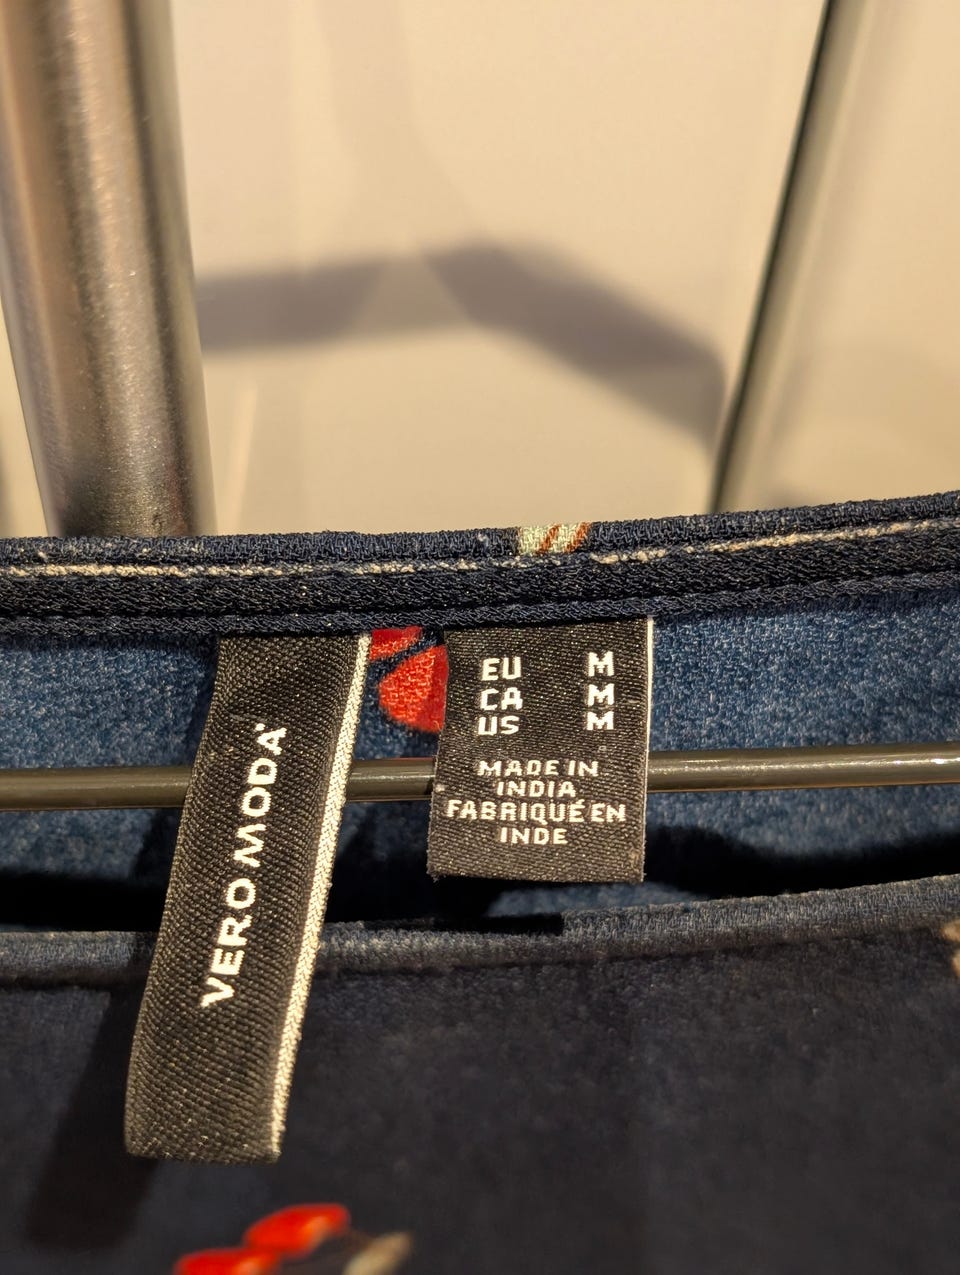 VERO MODA
EU M
CA M
US M
MADE IN
INDIA
FABRIQUÉ EN
INDE